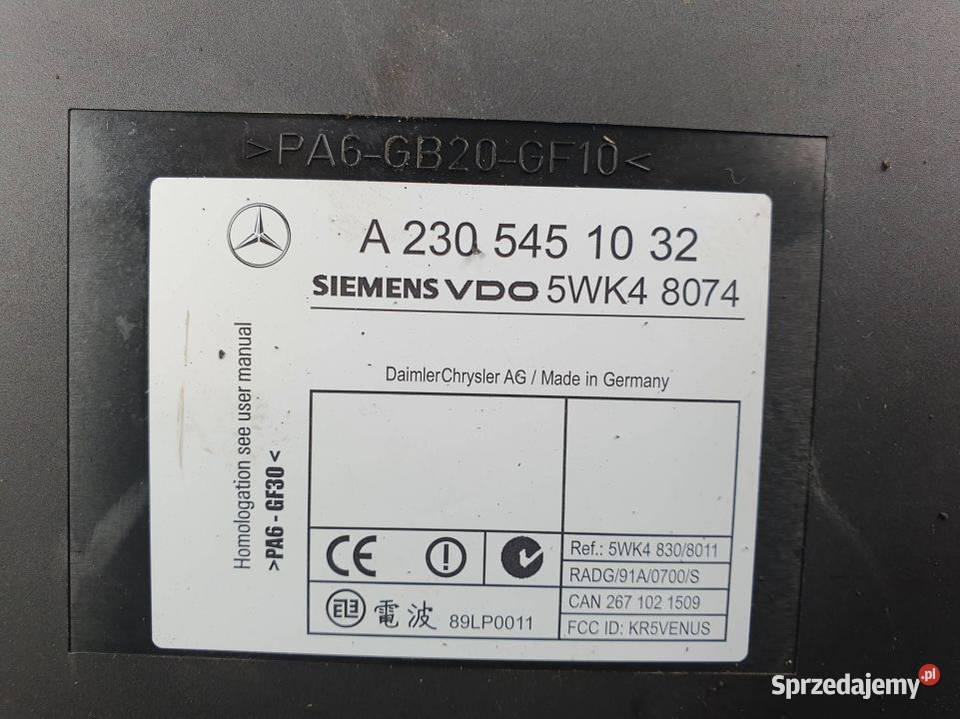 >PA6-GB20-GF10<
A 230 545 10 32
SIEMENS VDO 5WK4 8074
DaimlerChrysler AG / Made in Germany
Homologation see user manual
>PA6 - GF30 <
CE
Ref.: 5WK4 830/8011
RADG/91A/0700/S
CAN 267 102 1509
FCC ID: KR5VENUS
電波 89LP0011
Sprzedajemy.pl